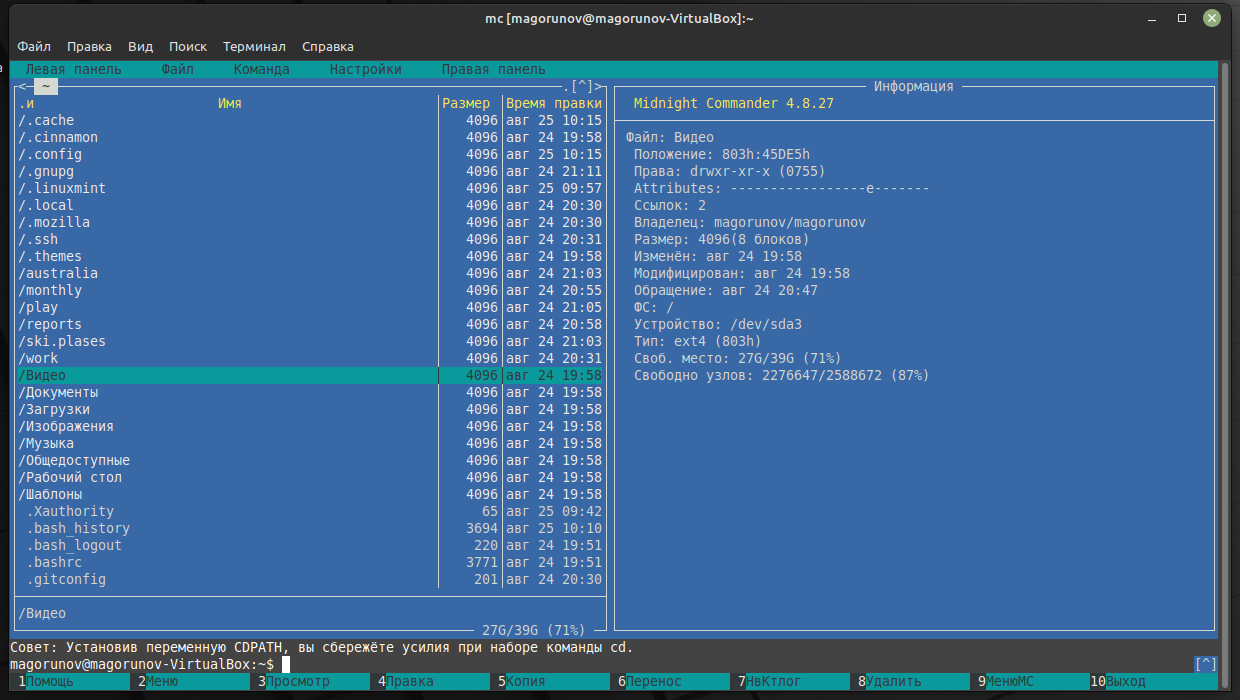 mc [magorunov@magorunov-VirtualBox]:~
Файл Правка Вид Поиск Терминал Справка
Левая панель Файл Команда Настройки Правая панель
<─ ~ .[^]>
.и Имя Размер Время правки
/.cache 4096 авг 25 10:15
/.cinnamon 4096 авг 24 19:58
/.config 4096 авг 25 10:15
/.gnupg 4096 авг 24 21:11
/.linuxmint 4096 авг 25 09:57
/.local 4096 авг 24 20:30
/.mozilla 4096 авг 24 20:30
/.ssh 4096 авг 24 20:31
/.themes 4096 авг 24 19:58
/australia 4096 авг 24 21:03
/monthly 4096 авг 24 20:55
/play 4096 авг 24 21:05
/reports 4096 авг 24 20:58
/ski.plases 4096 авг 24 21:03
/work 4096 авг 24 20:31
/Видео 4096 авг 24 19:58
/Документы 4096 авг 24 19:58
/Загрузки 4096 авг 24 19:58
/Изображения 4096 авг 24 19:58
/Музыка 4096 авг 24 19:58
/Общедоступные 4096 авг 24 19:58
/Рабочий стол 4096 авг 24 19:58
/Шаблоны 4096 авг 24 19:58
.Xauthority 65 авг 25 09:42
.bash_history 3694 авг 25 10:10
.bash_logout 220 авг 24 19:51
.bashrc 3771 авг 24 19:51
.gitconfig 201 авг 24 20:30
/Видео
27G/39G (71%)
Информация
Midnight Commander 4.8.27
Файл: Видео
Положение: 803h:45DE5h
Права: drwxr-xr-x (0755)
Attributes: -----------------e-------
Ссылок: 2
Владелец: magorunov/magorunov
Размер: 4096(8 блоков)
Изменён: авг 24 19:58
Модифицирован: авг 24 19:58
Обращение: авг 24 20:47
ФС: /
Устройство: /dev/sda3
Тип: ext4 (803h)
Своб. место: 27G/39G (71%)
Свободно узлов: 2276647/2588672 (87%)
Совет: Установив переменную CDPATH, вы сбережёте усилия при наборе команды cd.
magorunov@magorunov-VirtualBox:~$ [^]
1Помощь 2Меню 3Просмотр 4Правка 5Копия 6Перенос 7НвКтлог 8Удалить 9МенюMC 10Выход